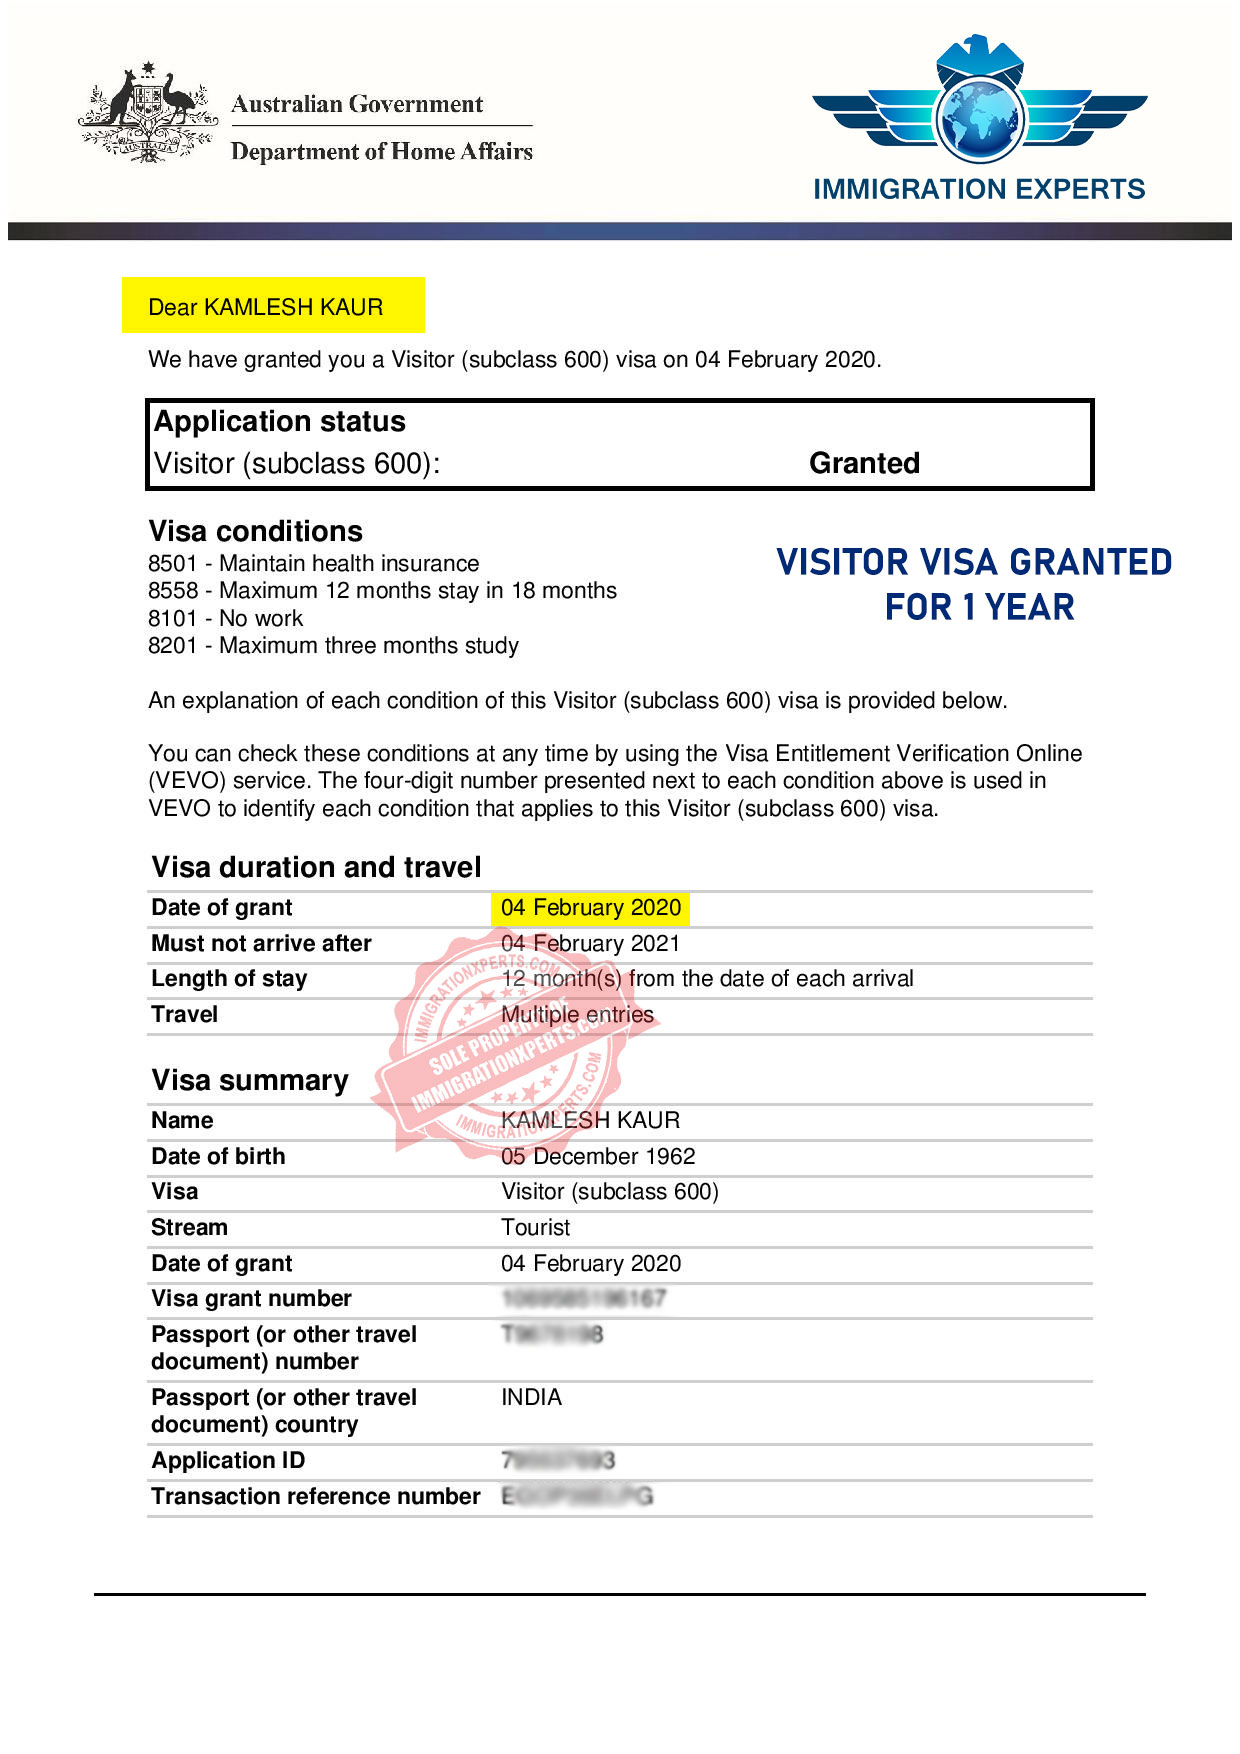 Australian Government
Department of Home Affairs
IMMIGRATION EXPERTS
Dear KAMLESH KAUR
We have granted you a Visitor (subclass 600) visa on 04 February 2020.
Application status
Visitor (subclass 600): Granted
Visa conditions
8501 - Maintain health insurance
8558 - Maximum 12 months stay in 18 months
8101 - No work
8201 - Maximum three months study
VISITOR VISA GRANTED
FOR 1 YEAR
An explanation of each condition of this Visitor (subclass 600) visa is provided below.
You can check these conditions at any time by using the Visa Entitlement Verification Online
(VEVO) service. The four-digit number presented next to each condition above is used in
VEVO to identify each condition that applies to this Visitor (subclass 600) visa.
Visa duration and travel
Date of grant 04 February 2020
Must not arrive after 04 February 2021
Length of stay 12 month(s) from the date of each arrival
Travel Multiple entries
IMMIGRATIONXPERTS.COM
SOLE PROPERTY OF
IMMIGRATIONXPERTS.COM
IMMIGRATIONXPERTS.COM
Visa summary
Name KAMLESH KAUR
Date of birth 05 December 1962
Visa Visitor (subclass 600)
Stream Tourist
Date of grant 04 February 2020
Visa grant number
Passport (or other travel
document) number
Passport (or other travel INDIA
document) country
Application ID
Transaction reference number